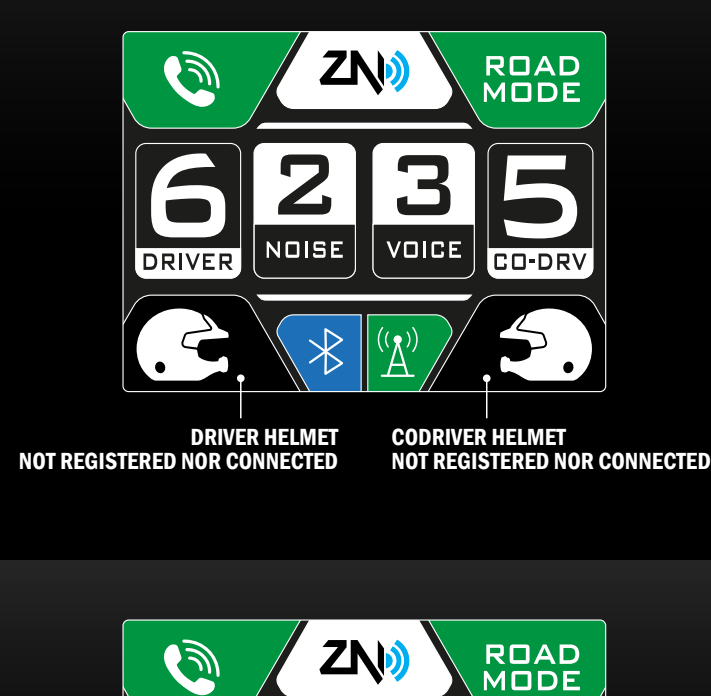 ZN
ROAD
MODE
6
2
3
5
DRIVER
NOISE
VOICE
CO-DRV
DRIVER HELMET
NOT REGISTERED NOR CONNECTED
CODRIVER HELMET
NOT REGISTERED NOR CONNECTED
ZN
ROAD
MODE